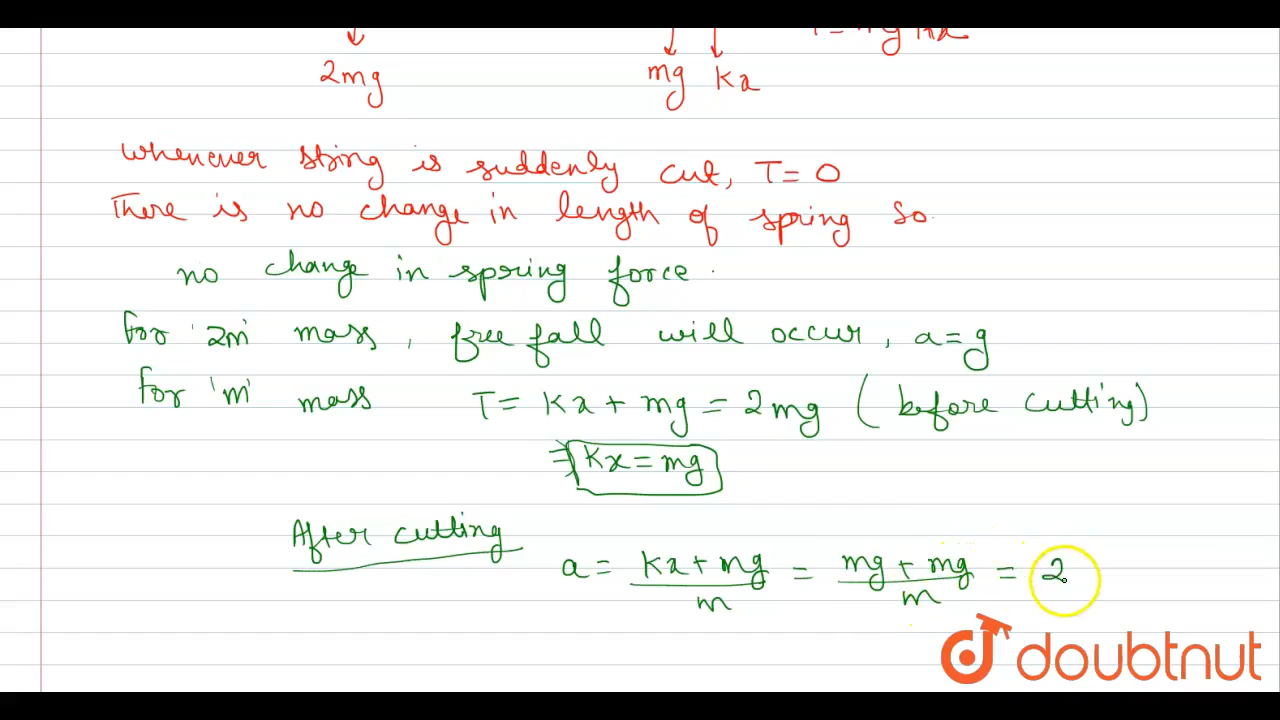 2mg
mg kx
Whenever string is suddenly cut, T = 0
There is no change in length of spring so
no change in spring force.
For '2m' mass, free fall will occur, a = g
For 'm' mass T = kx + mg = 2mg (before cutting)
⇒ kx = mg
After cutting
a = kx + mg / m = mg + mg / m = 2
doubtnut